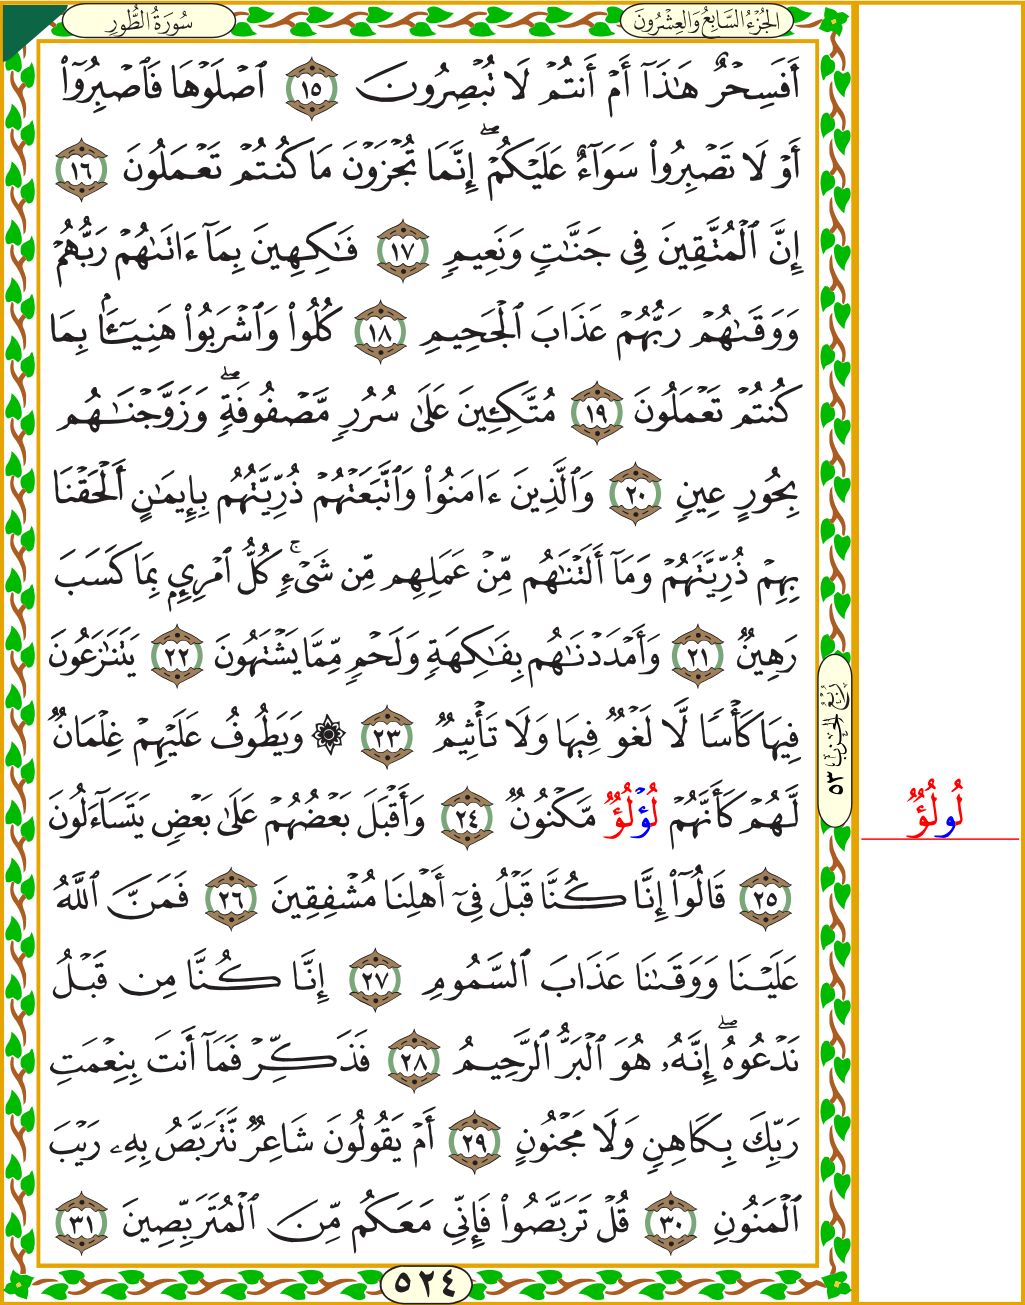 سُورَةُ الطُّورِ
الجُزْءُ السَّابِعُ وَالعِشْرُونَ
أَفَسِحْرٌ هَٰذَآ أَمْ أَنتُمْ لَا تُبْصِرُونَ ١٥ ٱصْلَوْهَا فَٱصْبِرُوٓا۟
أَوْ لَا تَصْبِرُوا۟ سَوَآءٌ عَلَيْكُمْ ۖ إِنَّمَا تُجْزَوْنَ مَا كُنتُمْ تَعْمَلُونَ ١٦
إِنَّ ٱلْمُتَّقِينَ فِى جَنَّٰتٍ وَنَعِيمٍ ١٧ فَٰكِهِينَ بِمَآ ءَاتَىٰهُمْ رَبُّهُمْ
وَوَقَىٰهُمْ رَبُّهُمْ عَذَابَ ٱلْجَحِيمِ ١٨ كُلُوا۟ وَٱشْرَبُوا۟ هَنِيٓـًٔۢا بِمَا
كُنتُمْ تَعْمَلُونَ ١٩ مُتَّكِـِٔينَ عَلَىٰ سُرُرٍ مَّصْفُوفَةٍ ۖ وَزَوَّجْنَٰهُم
بِحُورٍ عِينٍ ٢٠ وَٱلَّذِينَ ءَامَنُوا۟ وَٱتَّبَعَتْهُمْ ذُرِّيَّتُهُم بِإِيمَٰنٍ أَلْحَقْنَا
بِهِمْ ذُرِّيَّتَهُمْ وَمَآ أَلَتْنَٰهُم مِّنْ عَمَلِهِم مِّن شَىْءٍ ۚ كُلُّ ٱمْرِئٍۭ بِمَا كَسَبَ
رَهِينٌ ٢١ وَأَمْدَدْنَٰهُم بِفَٰكِهَةٍ وَلَحْمٍ مِّمَّا يَشْتَهُونَ ٢٢ يَتَنَٰزَعُونَ
فِيهَا كَأْسًا لَّا لَغْوٌ فِيهَا وَلَا تَأْثِيمٌ ٢٣ ۞ وَيَطُوفُ عَلَيْهِمْ غِلْمَانٌ
لَّهُمْ كَأَنَّهُمْ لُؤْلُؤٌ مَّكْنُونٌ ٢٤ وَأَقْبَلَ بَعْضُهُمْ عَلَىٰ بَعْضٍ يَتَسَآءَلُونَ
٢٥ قَالُوٓا۟ إِنَّا كُنَّا قَبْلُ فِىٓ أَهْلِنَا مُشْفِقِينَ ٢٦ فَمَنَّ ٱللَّهُ
عَلَيْنَا وَوَقَىٰنَا عَذَابَ ٱلسَّمُومِ ٢٧ إِنَّا كُنَّا مِن قَبْلُ
نَدْعُوهُ ۖ إِنَّهُۥ هُوَ ٱلْبَرُّ ٱلرَّحِيمُ ٢٨ فَذَكِّرْ فَمَآ أَنتَ بِنِعْمَتِ
رَبِّكَ بِكَاهِنٍ وَلَا مَجْنُونٍ ٢٩ أَمْ يَقُولُونَ شَاعِرٌ نَّتَرَبَّصُ بِهِۦ رَيْبَ
ٱلْمَنُونِ ٣٠ قُلْ تَرَبَّصُوا۟ فَإِنِّى مَعَكُم مِّنَ ٱلْمُتَرَبِّصِينَ ٣١
رُبْعُ الحِزْبِ ٥٣
لُولُؤٌ
٥٢٤